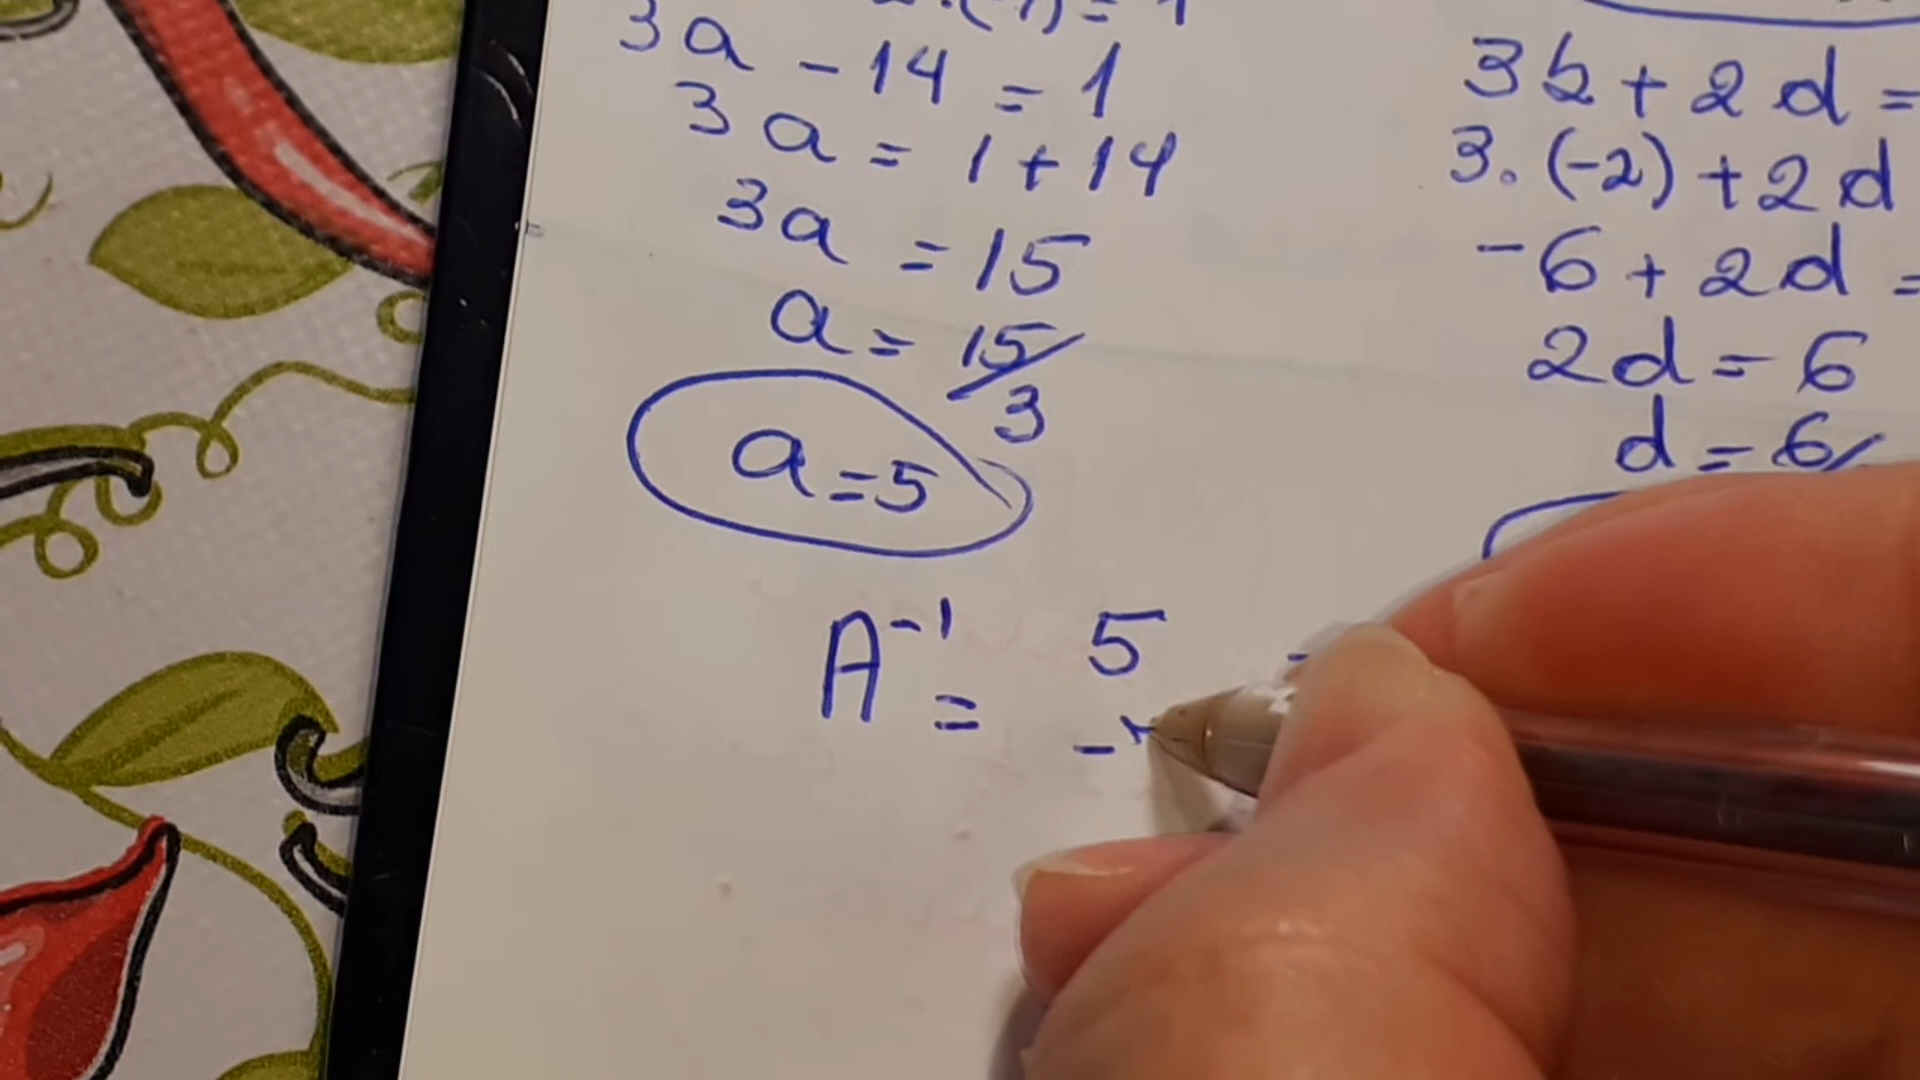 3a - 14 = 1
3a = 1 + 14
3a = 15
a = 15/3
a = 5
3b + 2d =
3.(-2) + 2d
-6 + 2d =
2d = 6
d = 6/
A⁻¹ = 5 -
-